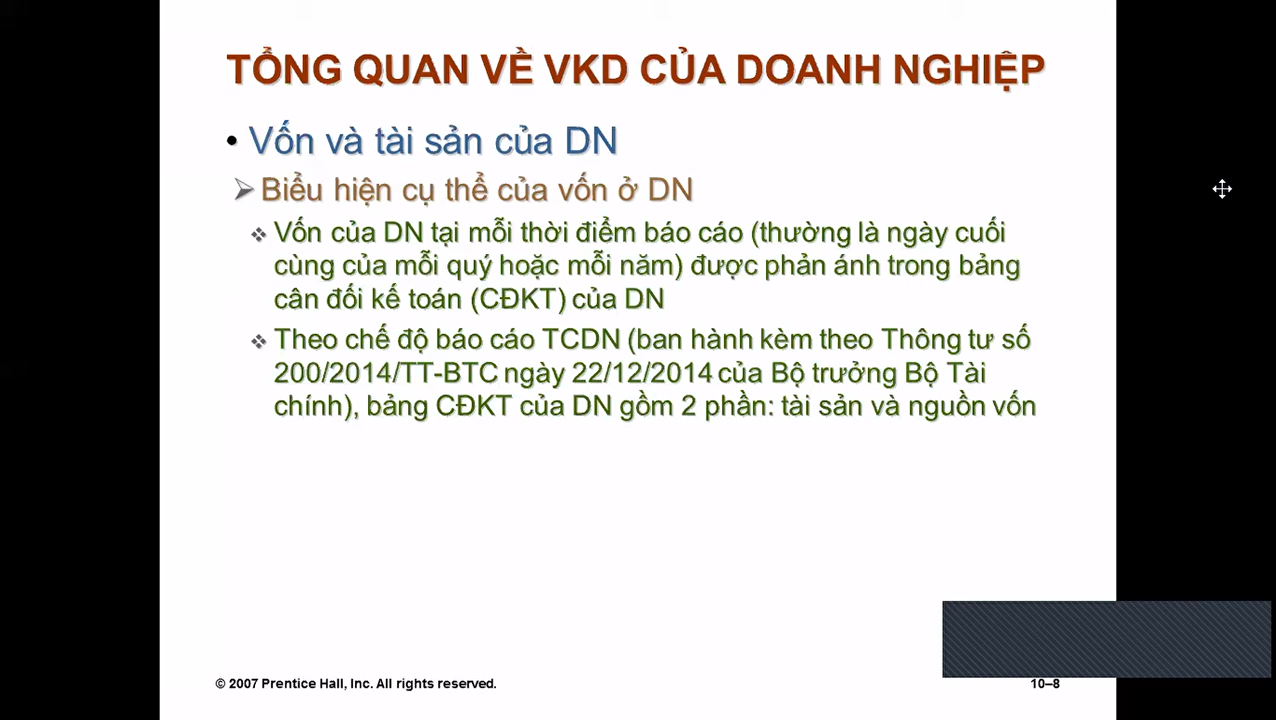 TỔNG QUAN VỀ VKD CỦA DOANH NGHIỆP
• Vốn và tài sản của DN
Biểu hiện cụ thể của vốn ở DN
Vốn của DN tại mỗi thời điểm báo cáo (thường là ngày cuối
cùng của mỗi quý hoặc mỗi năm) được phản ánh trong bảng
cân đối kế toán (CĐKT) của DN
Theo chế độ báo cáo TCDN (ban hành kèm theo Thông tư số
200/2014/TT-BTC ngày 22/12/2014 của Bộ trưởng Bộ Tài
chính), bảng CĐKT của DN gồm 2 phần: tài sản và nguồn vốn
© 2007 Prentice Hall, Inc. All rights reserved.
10–8